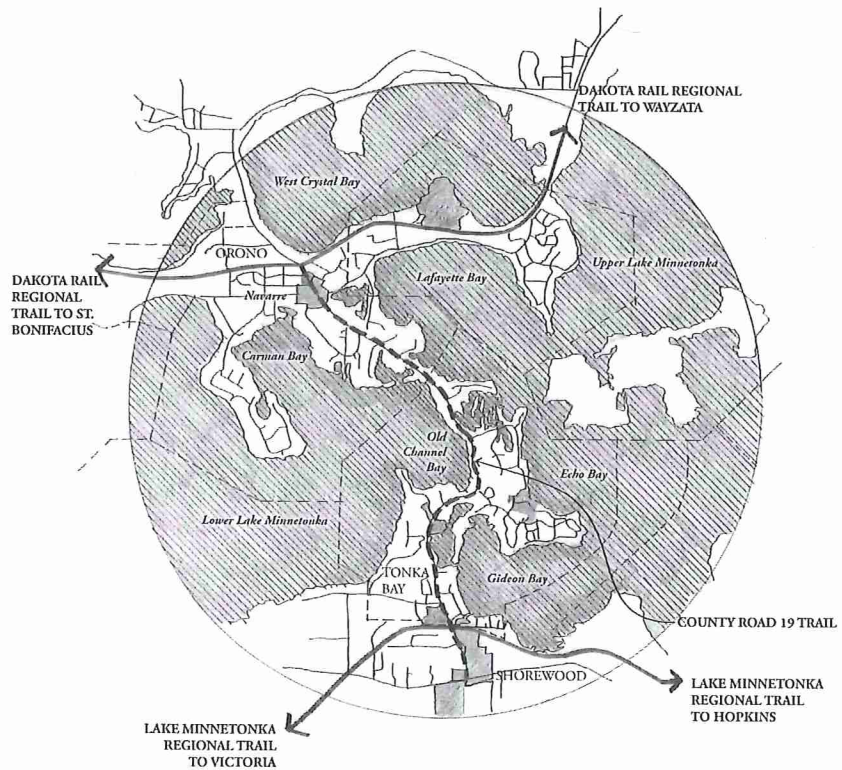 DAKOTA RAIL REGIONAL
TRAIL TO WAYZATA
West Crystal Bay
ORONO
Lafayette Bay
Upper Lake Minnetonka
DAKOTA RAIL
REGIONAL
TRAIL TO ST.
BONIFACIUS
Navarre
Carman Bay
Old
Channel
Bay
Echo Bay
Lower Lake Minnetonka
TONKA
BAY
Gideon Bay
COUNTY ROAD 19 TRAIL
SHOREWOOD
LAKE MINNETONKA
REGIONAL TRAIL
TO HOPKINS
LAKE MINNETONKA
REGIONAL TRAIL
TO VICTORIA